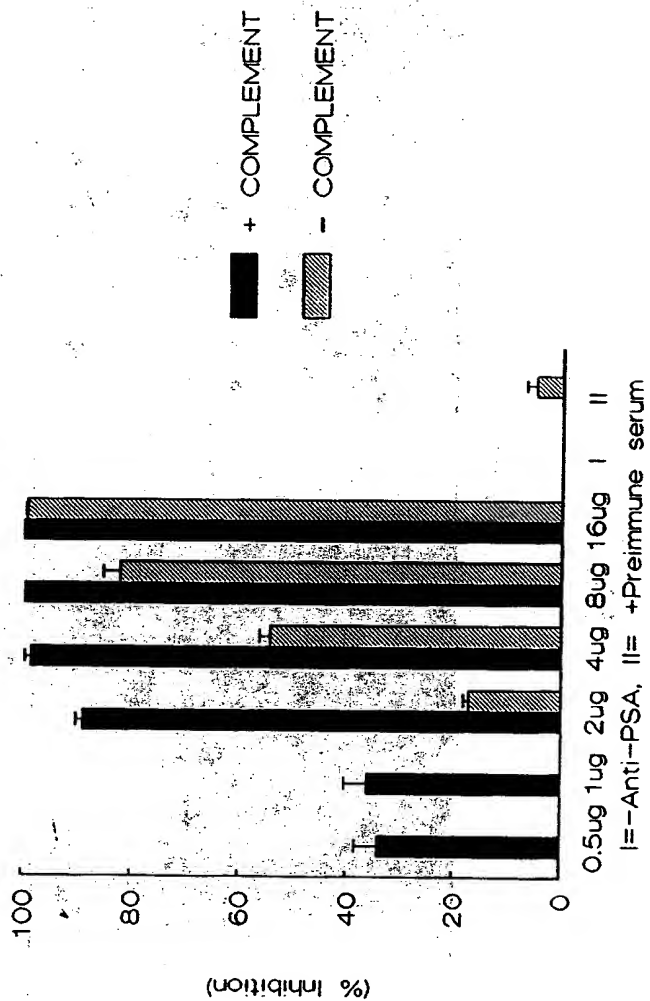 (% Inhibition)
100
80
60
40
20
0
0.5ug 1ug 2ug 4ug 8ug 16ug I II
I=-Anti-PSA, II= +Preimmune serum
+ COMPLEMENT
- COMPLEMENT